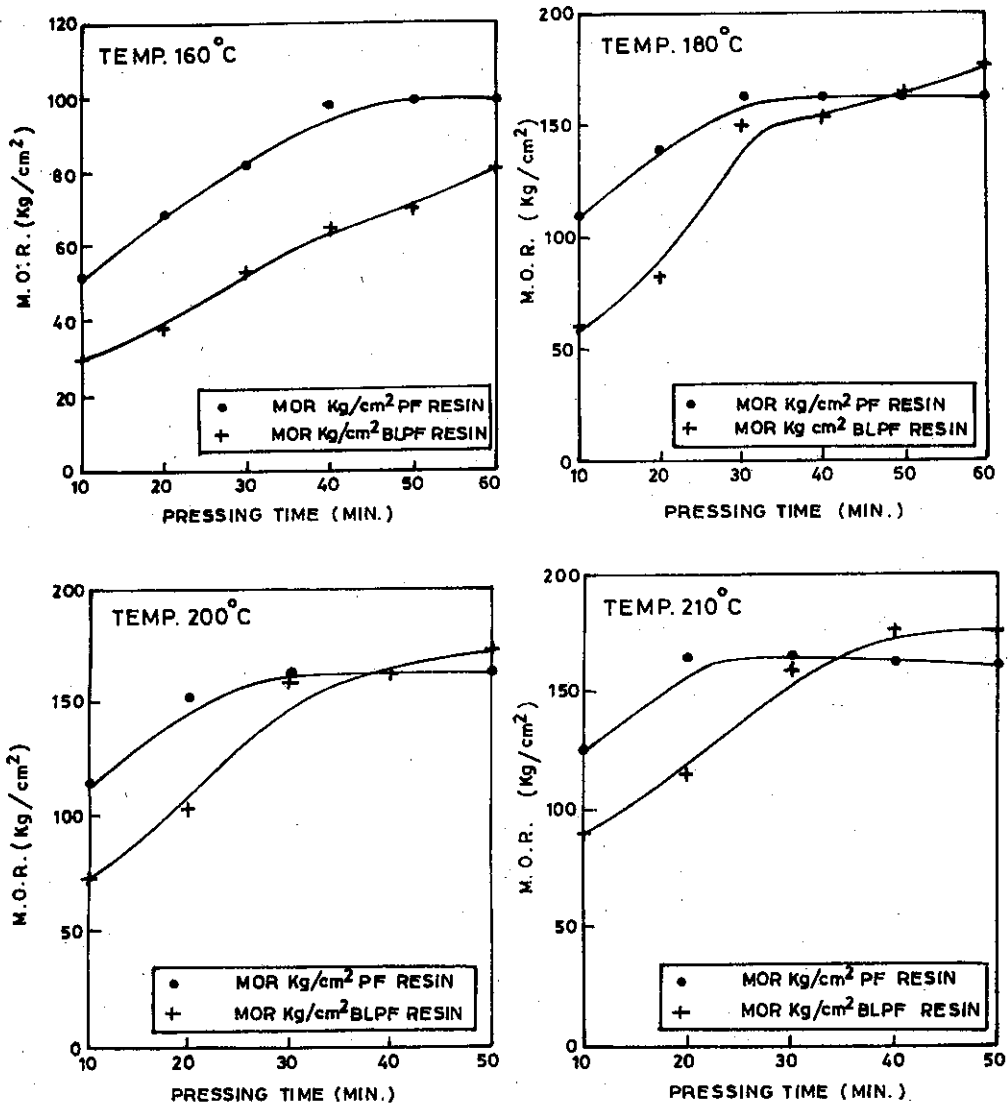 120
100
80
60
40
20
0
M.O.R. (Kg/cm²)
TEMP. 160°C
• MOR Kg/cm² PF RESIN
+ MOR Kg/cm² BLPF RESIN
10 20 30 40 50 60
PRESSING TIME (MIN.)
200
150
100
50
0
M.O.R. (Kg/cm²)
TEMP. 180°C
• MOR Kg/cm² PF RESIN
+ MOR Kg cm² BLPF RESIN
10 20 30 40 50 60
PRESSING TIME (MIN.)
200
150
100
50
0
M.O.R. (Kg/cm²)
TEMP. 200°C
• MOR Kg/cm² PF RESIN
+ MOR Kg/cm² BLPF RESIN
10 20 30 40 50
PRESSING TIME (MIN.)
200
150
100
50
0
M.O.R. (Kg/cm²)
TEMP. 210°C
• MOR Kg/cm² PF RESIN
+ MOR Kg/cm² BLPF RESIN
10 20 30 40 50
PRESSING TIME (MIN.)